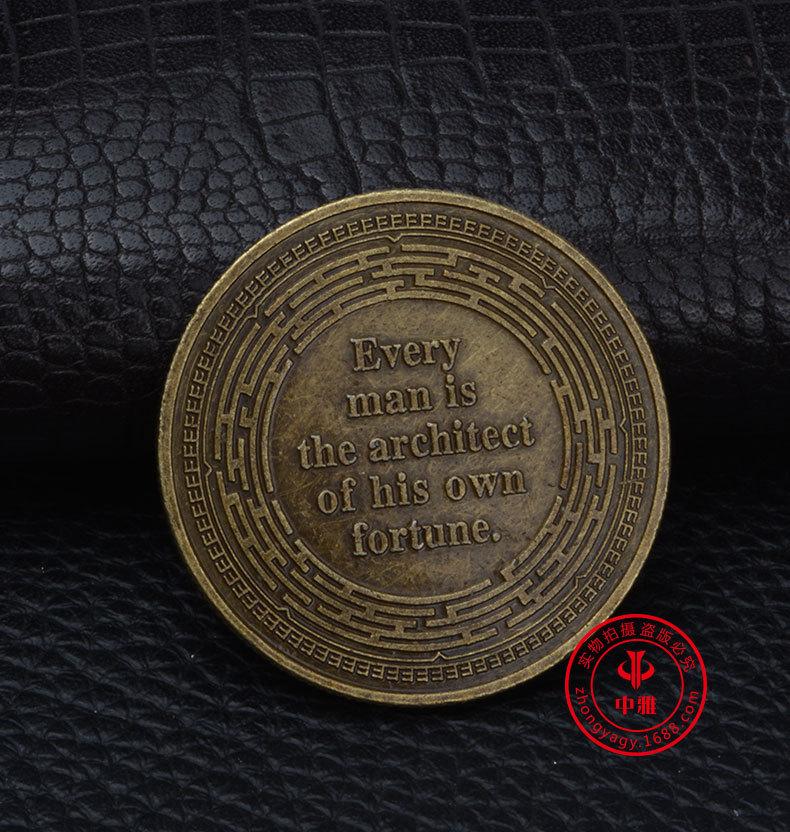 Every
man is
the architect
of his own
fortune.
实物拍摄 盗版必究
中雅
zhongyagy.1688.com